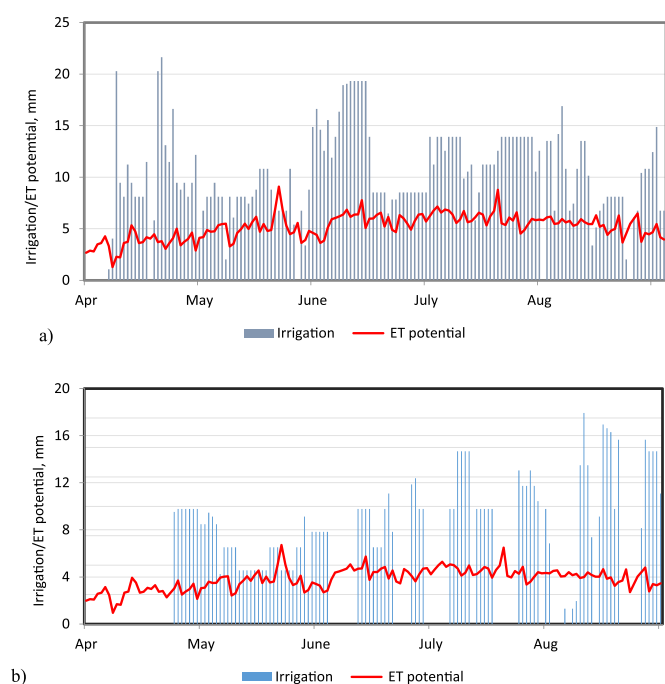 25
20
15
10
5
0
Irrigation/ET potential, mm
Apr May June July Aug
a)
Irrigation ET potential
20
16
12
8
4
0
Irrigation/ET potential, mm
Apr May June July Aug
b)
Irrigation ET potential